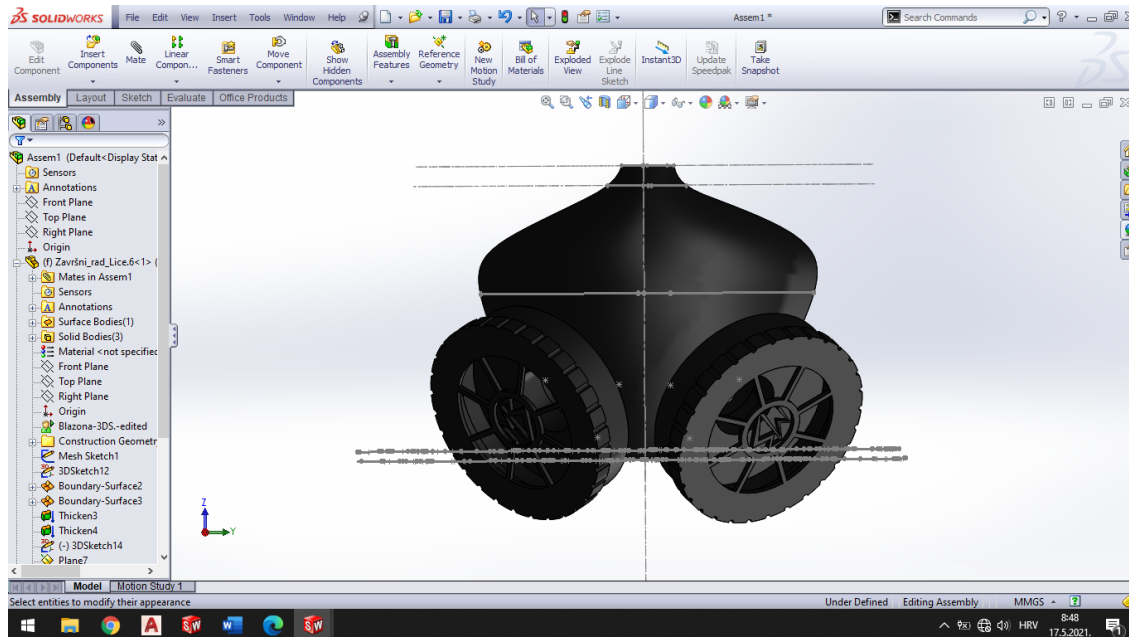 SOLIDWORKS File Edit View Insert Tools Window Help Assem1 * Search Commands
Edit Component
Insert Components
Mate
Linear Compon...
Smart Fasteners
Move Component
Show Hidden Components
Assembly Features
Reference Geometry
New Motion Study
Bill of Materials
Exploded View
Explode Line Sketch
Instant3D
Update Speedpak
Take Snapshot
Assembly Layout Sketch Evaluate Office Products
Assem1 (Default<Display Stat
Sensors
Annotations
Front Plane
Top Plane
Right Plane
Origin
(f) Završni_rad_Lice.6<1> (
Mates in Assem1
Sensors
Annotations
Surface Bodies(1)
Solid Bodies(3)
Material <not specified
Front Plane
Top Plane
Right Plane
Origin
Blazona-3DS.-edited
Construction Geometr
Mesh Sketch1
3DSketch12
Boundary-Surface2
Boundary-Surface3
Thicken3
Thicken4
(-) 3DSketch14
Plane7
Z
Y
Model Motion Study 1
Select entities to modify their appearance Under Defined Editing Assembly MMGS
HRV 8:48
17.5.2021.